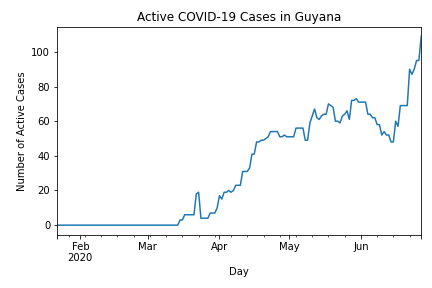 Active COVID-19 Cases in Guyana
Number of Active Cases
100
80
60
40
20
0
Feb Mar Apr May Jun
2020
Day